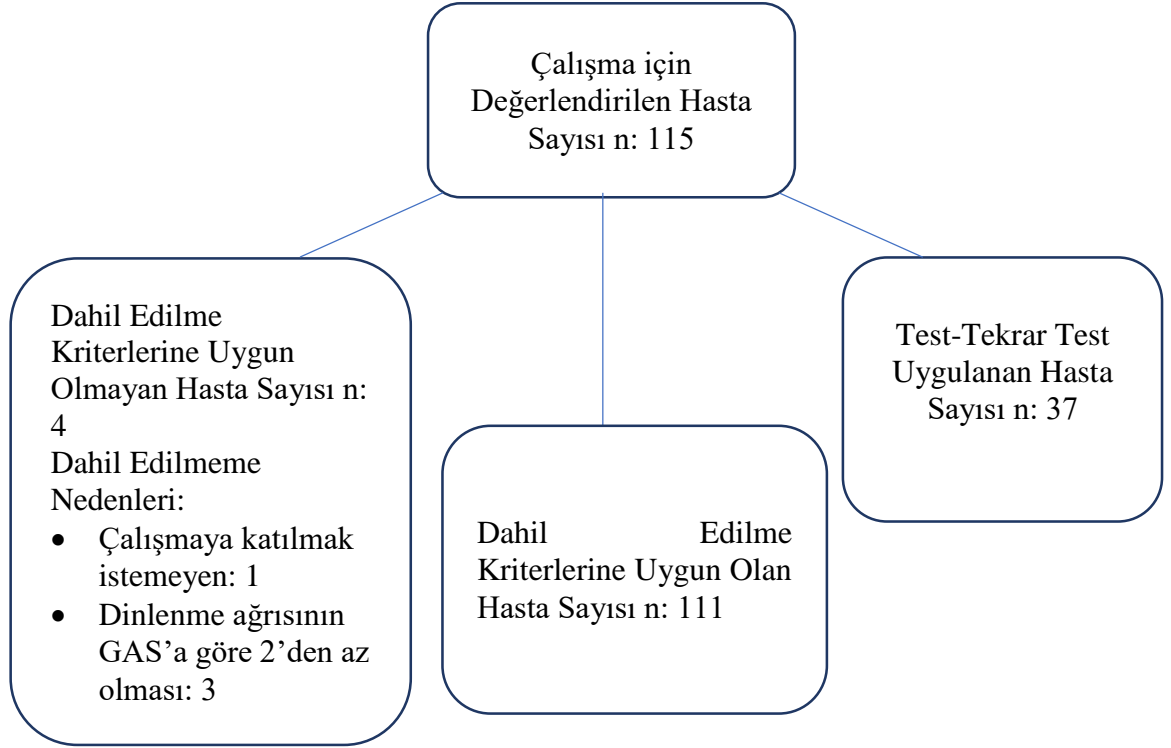 Çalışma için
Değerlendirilen Hasta
Sayısı n: 115
Dahil Edilme
Kriterlerine Uygun
Olmayan Hasta Sayısı n:
4
Dahil Edilmeme
Nedenleri:
• Çalışmaya katılmak
istemeyen: 1
• Dinlenme ağrısının
GAS’a göre 2’den az
olması: 3
Dahil Edilme
Kriterlerine Uygun Olan
Hasta Sayısı n: 111
Test-Tekrar Test
Uygulanan Hasta
Sayısı n: 37